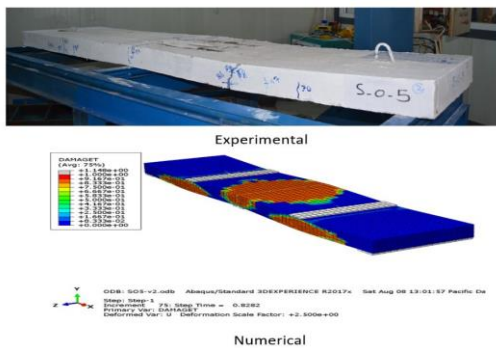 S-0-5
Experimental
DAMAGET
(Avg: 75%)
+1.148e+00
+1.000e+00
+9.167e-01
+8.333e-01
+7.500e-01
+6.667e-01
+5.833e-01
+5.000e-01
+4.167e-01
+3.333e-01
+2.500e-01
+1.667e-01
+8.333e-02
+0.000e+00
ODB: SOS-v2.odb Abaqus/Standard 3DEXPERIENCE R2017x Sat Aug 08 13:01:57 Pacific Da
Step: Step-1
Increment 75: Step Time = 0.8282
Primary Var: DAMAGET
Deformed Var: U Deformation Scale Factor: +2.500e+00
Y
Z X
Numerical